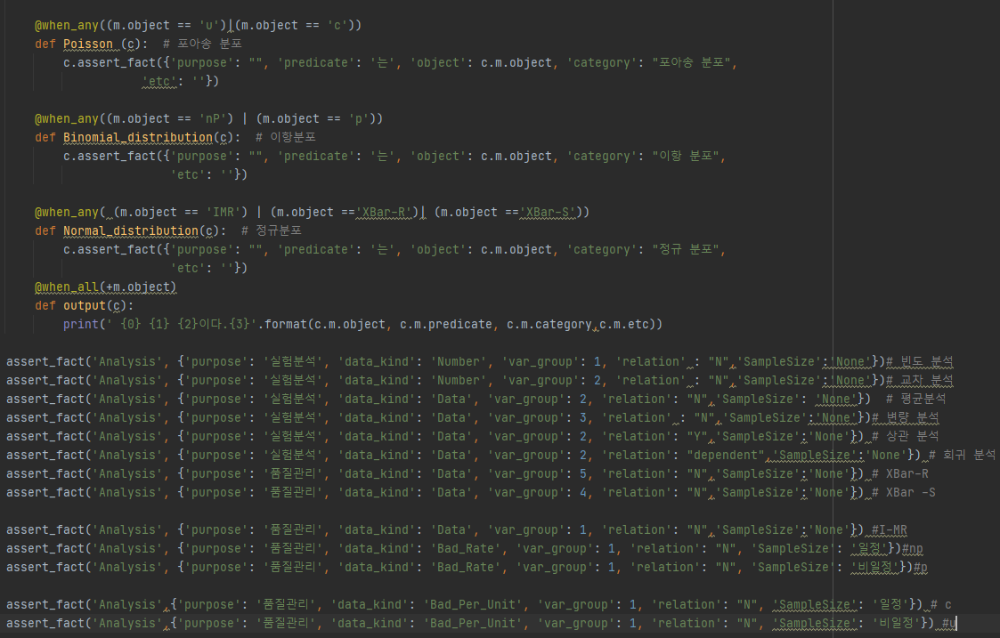 @when_any((m.object == 'u')|(m.object == 'c'))
def Poisson (c):  # 포아송 분포
    c.assert_fact({'purpose': "", 'predicate': '는', 'object': c.m.object, 'category': "포아송 분포",
               'etc': ''})
@when_any((m.object == 'nP') | (m.object == 'p'))
def Binomial_distribution(c):  # 이항분포
    c.assert_fact({'purpose': "", 'predicate': '는', 'object': c.m.object, 'category': "이항 분포",
                   'etc': ''})
@when_any( (m.object == 'IMR') | (m.object =='XBar-R')| (m.object =='XBar-S'))
def Normal_distribution(c):  # 정규분포
    c.assert_fact({'purpose': "", 'predicate': '는', 'object': c.m.object, 'category': "정규 분포",
                   'etc': ''})
@when_all(+m.object)
def output(c):
    print(' {0} {1} {2}이다.{3}'.format(c.m.object, c.m.predicate, c.m.category,c.m.etc))
assert_fact('Analysis', {'purpose': '실험분석', 'data_kind': 'Number', 'var_group': 1, 'relation' : "N",'SampleSize':'None'})# 빈도 분석
assert_fact('Analysis', {'purpose': '실험분석', 'data_kind': 'Number', 'var_group': 2, 'relation' : "N",'SampleSize':'None'})# 교차 분석
assert_fact('Analysis', {'purpose': '실험분석', 'data_kind': 'Data', 'var_group': 2, 'relation': "N",'SampleSize': 'None'})  # 평균분석
assert_fact('Analysis', {'purpose': '실험분석', 'data_kind': 'Data', 'var_group': 3, 'relation' : "N",'SampleSize':'None'})# 변량 분석
assert_fact('Analysis', {'purpose': '실험분석', 'data_kind': 'Data', 'var_group': 2, 'relation': "Y",'SampleSize':'None'}) # 상관 분석
assert_fact('Analysis', {'purpose': '실험분석', 'data_kind': 'Data', 'var_group': 2, 'relation': "dependent",'SampleSize':'None'}) # 회귀 분석
assert_fact('Analysis', {'purpose': '품질관리', 'data_kind': 'Data', 'var_group': 5, 'relation': "N",'SampleSize':'None'}) # XBar-R
assert_fact('Analysis', {'purpose': '품질관리', 'data_kind': 'Data', 'var_group': 4, 'relation': "N",'SampleSize':'None'}) # XBar -S
assert_fact('Analysis', {'purpose': '품질관리', 'data_kind': 'Data', 'var_group': 1, 'relation': "N",'SampleSize':'None'}) #I-MR
assert_fact('Analysis', {'purpose': '품질관리', 'data_kind': 'Bad_Rate', 'var_group': 1, 'relation': "N", 'SampleSize': '일정'})#np
assert_fact('Analysis', {'purpose': '품질관리', 'data_kind': 'Bad_Rate', 'var_group': 1, 'relation': "N", 'SampleSize': '비일정'})#p
assert_fact('Analysis',{'purpose': '품질관리', 'data_kind': 'Bad_Per_Unit', 'var_group': 1, 'relation': "N", 'SampleSize': '일정'}) # c
assert_fact('Analysis',{'purpose': '품질관리', 'data_kind': 'Bad_Per_Unit', 'var_group': 1, 'relation': "N", 'SampleSize': '비일정'}) #u